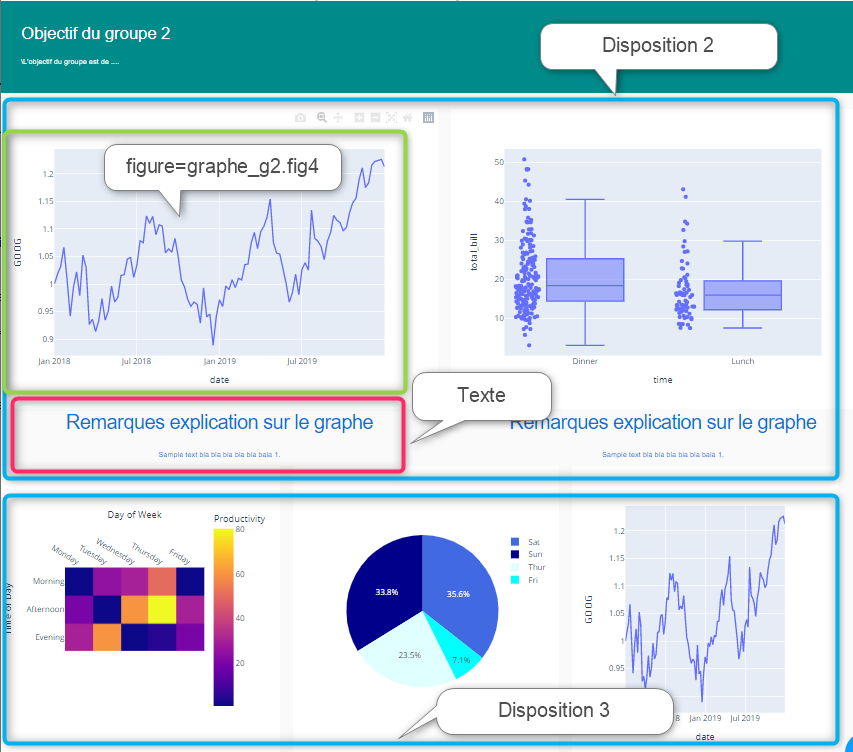 Objectif du groupe 2
\L'objectif du groupe est de ....
Disposition 2
figure=graphe_g2.fig4
1.2
1.15
1.1
1.05
1
0.95
0.9
GOOG
Jan 2018 Jul 2018 Jan 2019 Jul 2019
date
50
40
30
20
10
total_bill
Dinner Lunch
time
Texte
Remarques explication sur le graphe
Sample text bla bla bla bla bla bala 1.
Remarques explication sur le graphe
Sample text bla bla bla bla bla bala 1.
Day of Week
Monday Tuesday Wednesday Thursday Friday
Productivity
80
60
40
20
Time of Day
Morning
Afternoon
Evening
33.8%
35.6%
23.5%
7.1%
Sat
Sun
Thur
Fri
1.2
1.15
1.1
1.05
1
0.95
GOOG
8 Jan 2019 Jul 2019
date
Disposition 3